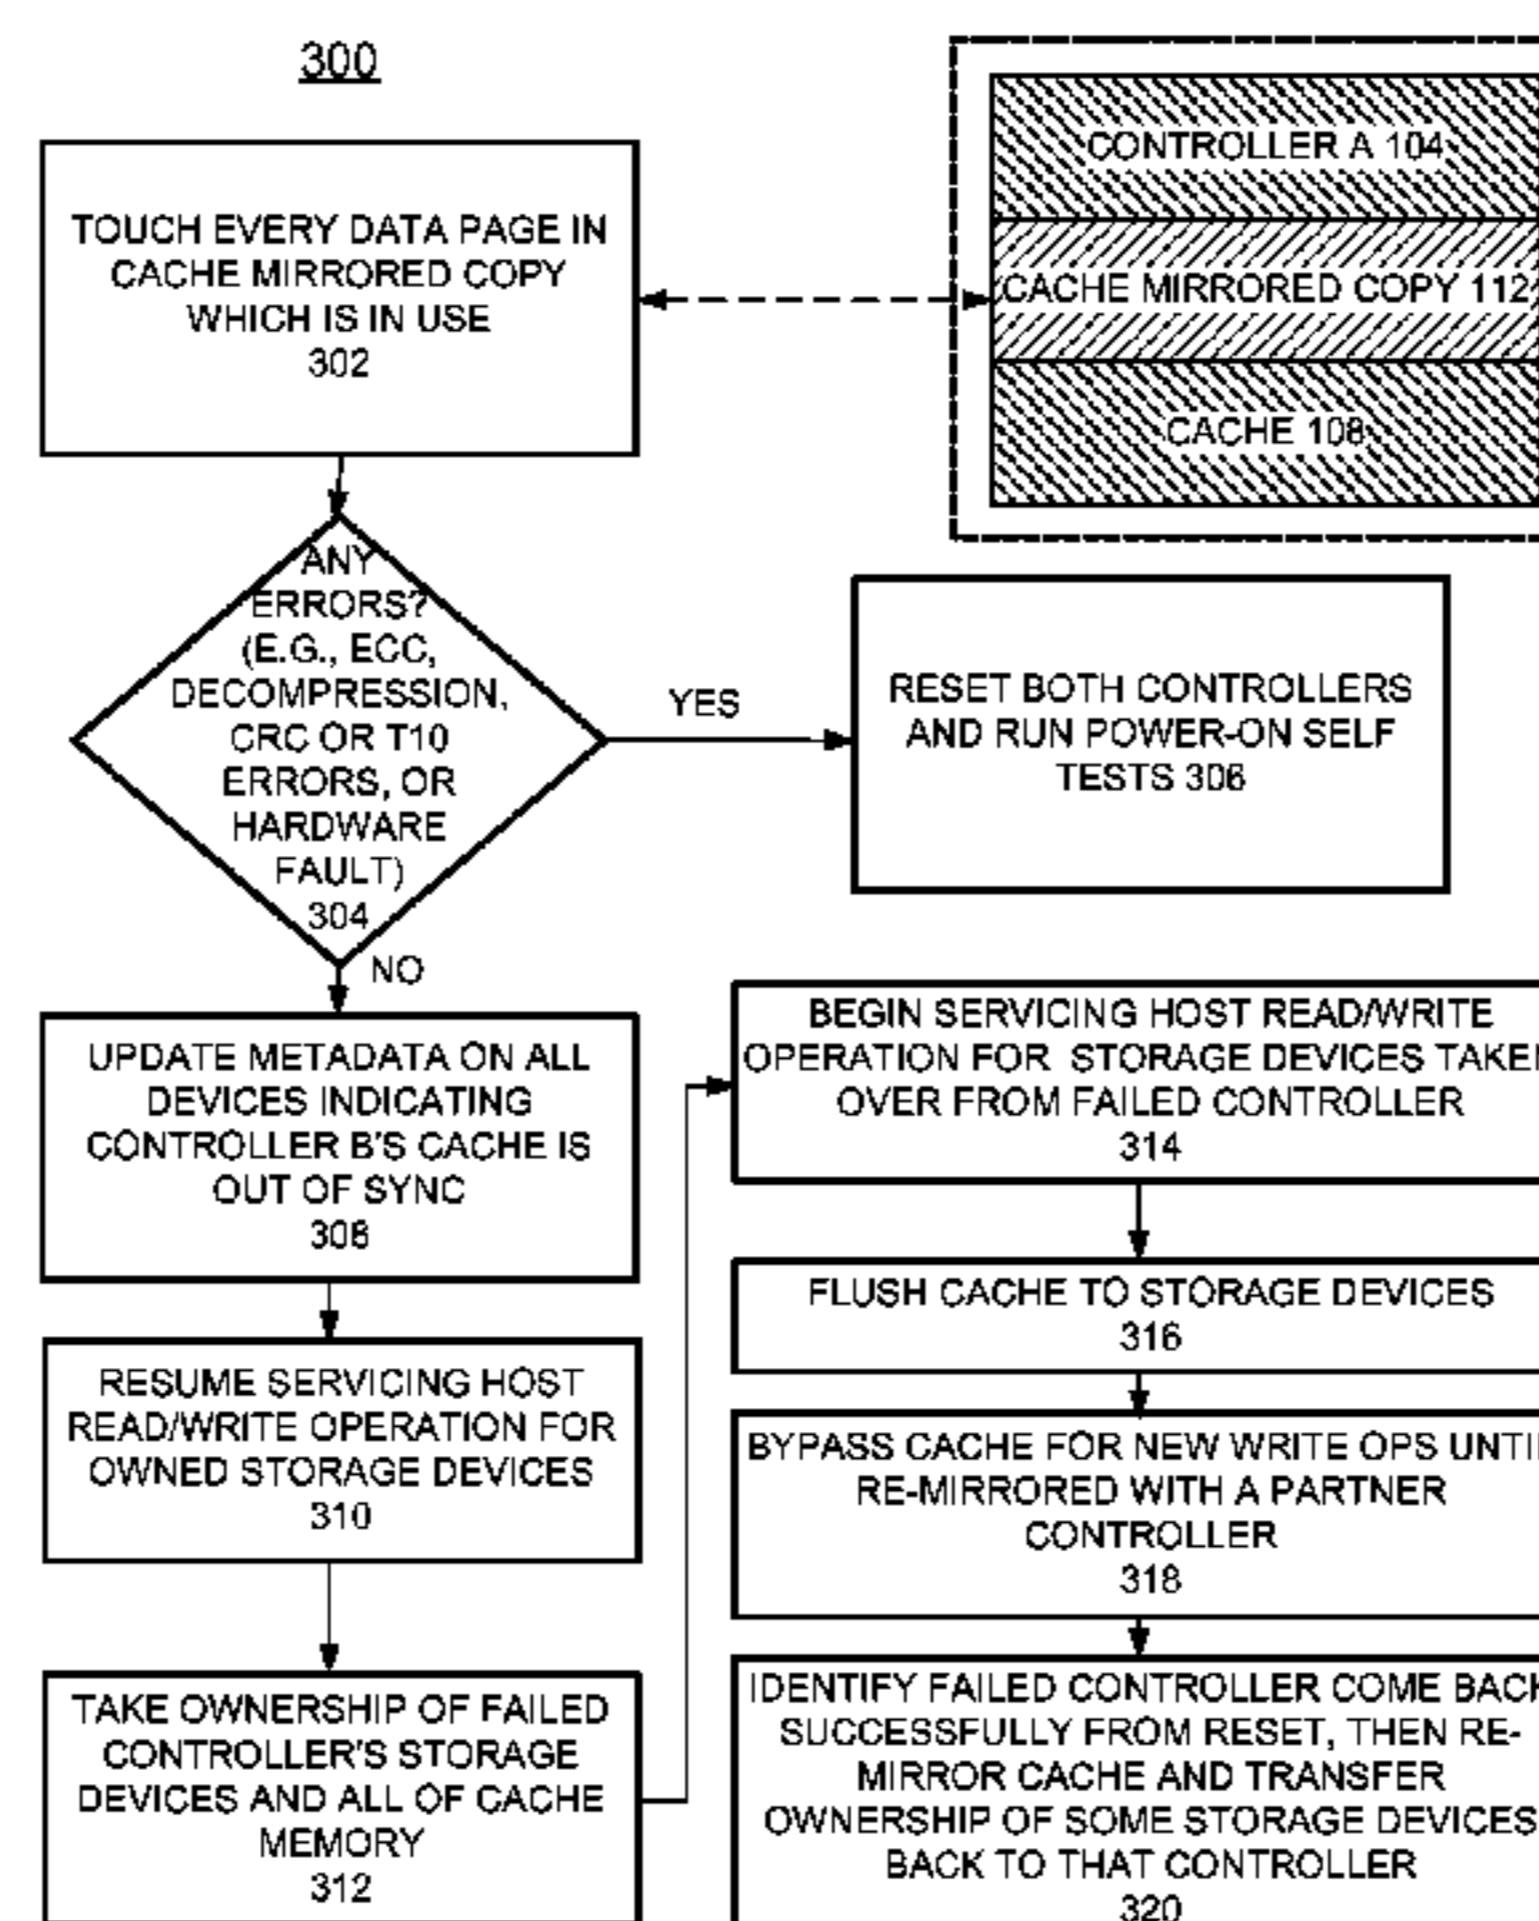 300
TOUCH EVERY DATA PAGE IN
CACHE MIRRORED COPY
WHICH IS IN USE
302
CONTROLLER A 104
CACHE MIRRORED COPY 112
CACHE 108
ANY
ERRORS?
(E.G., ECC,
DECOMPRESSION,
CRC OR T10
ERRORS, OR
HARDWARE
FAULT)
304
YES
RESET BOTH CONTROLLERS
AND RUN POWER-ON SELF
TESTS 306
NO
UPDATE METADATA ON ALL
DEVICES INDICATING
CONTROLLER B'S CACHE IS
OUT OF SYNC
308
RESUME SERVICING HOST
READ/WRITE OPERATION FOR
OWNED STORAGE DEVICES
310
TAKE OWNERSHIP OF FAILED
CONTROLLER'S STORAGE
DEVICES AND ALL OF CACHE
MEMORY
312
BEGIN SERVICING HOST READ/WRITE
OPERATION FOR STORAGE DEVICES TAKEN
OVER FROM FAILED CONTROLLER
314
FLUSH CACHE TO STORAGE DEVICES
316
BYPASS CACHE FOR NEW WRITE OPS UNTIL
RE-MIRRORED WITH A PARTNER
CONTROLLER
318
IDENTIFY FAILED CONTROLLER COME BACK
SUCCESSFULLY FROM RESET, THEN RE-
MIRROR CACHE AND TRANSFER
OWNERSHIP OF SOME STORAGE DEVICES
BACK TO THAT CONTROLLER
320